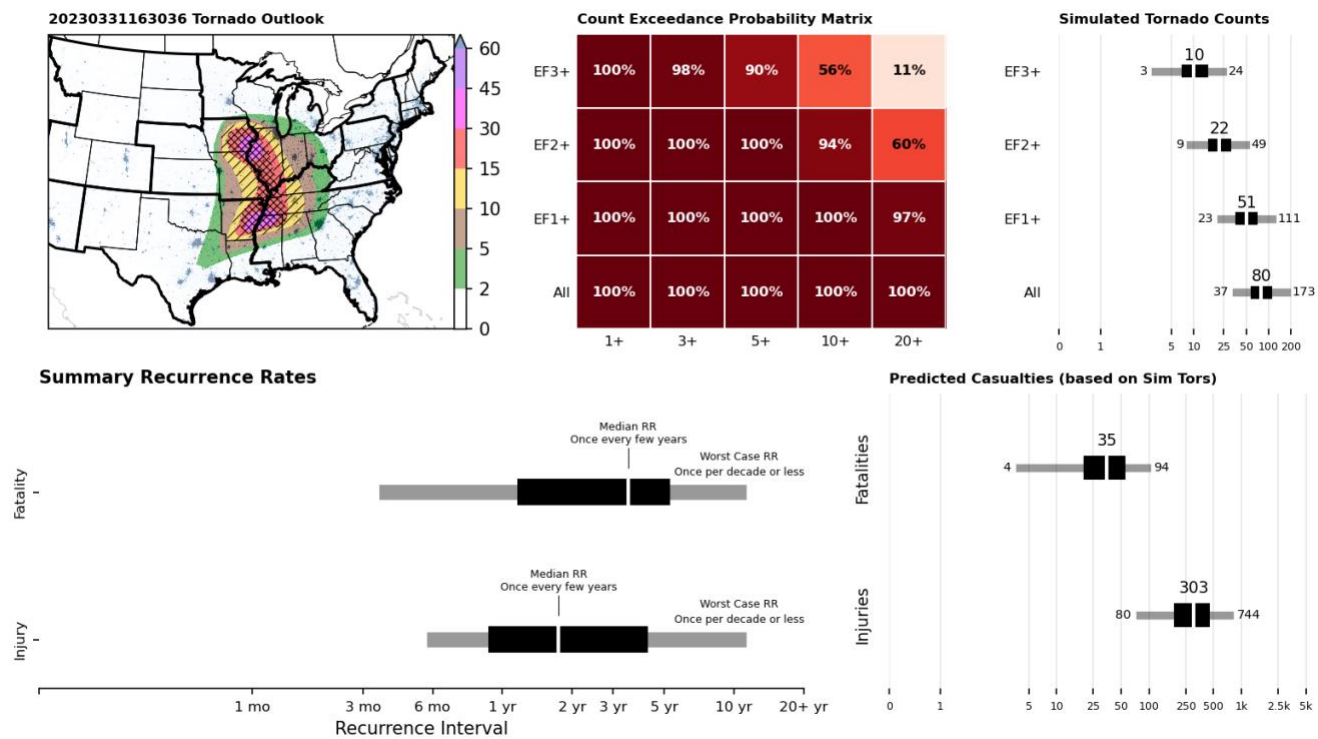 20230331163036 Tornado Outlook
60
45
30
15
10
5
2
0
Count Exceedance Probability Matrix
EF3+ 100% 98% 90% 56% 11%
EF2+ 100% 100% 100% 94% 60%
EF1+ 100% 100% 100% 100% 97%
All 100% 100% 100% 100% 100%
1+ 3+ 5+ 10+ 20+
Simulated Tornado Counts
10
EF3+ 3 24
22
EF2+ 9 49
51
EF1+ 23 111
80
All 37 173
0 1 5 10 25 50 100 200
Summary Recurrence Rates
Median RR
Once every few years
Worst Case RR
Once per decade or less
Fatality
Median RR
Once every few years
Worst Case RR
Once per decade or less
Injury
1 mo 3 mo 6 mo 1 yr 2 yr 3 yr 5 yr 10 yr 20+ yr
Recurrence Interval
Predicted Casualties (based on Sim Tors)
Fatalities
35
4 94
Injuries
303
80 744
0 1 5 10 25 50 100 250 500 1k 2.5k 5k